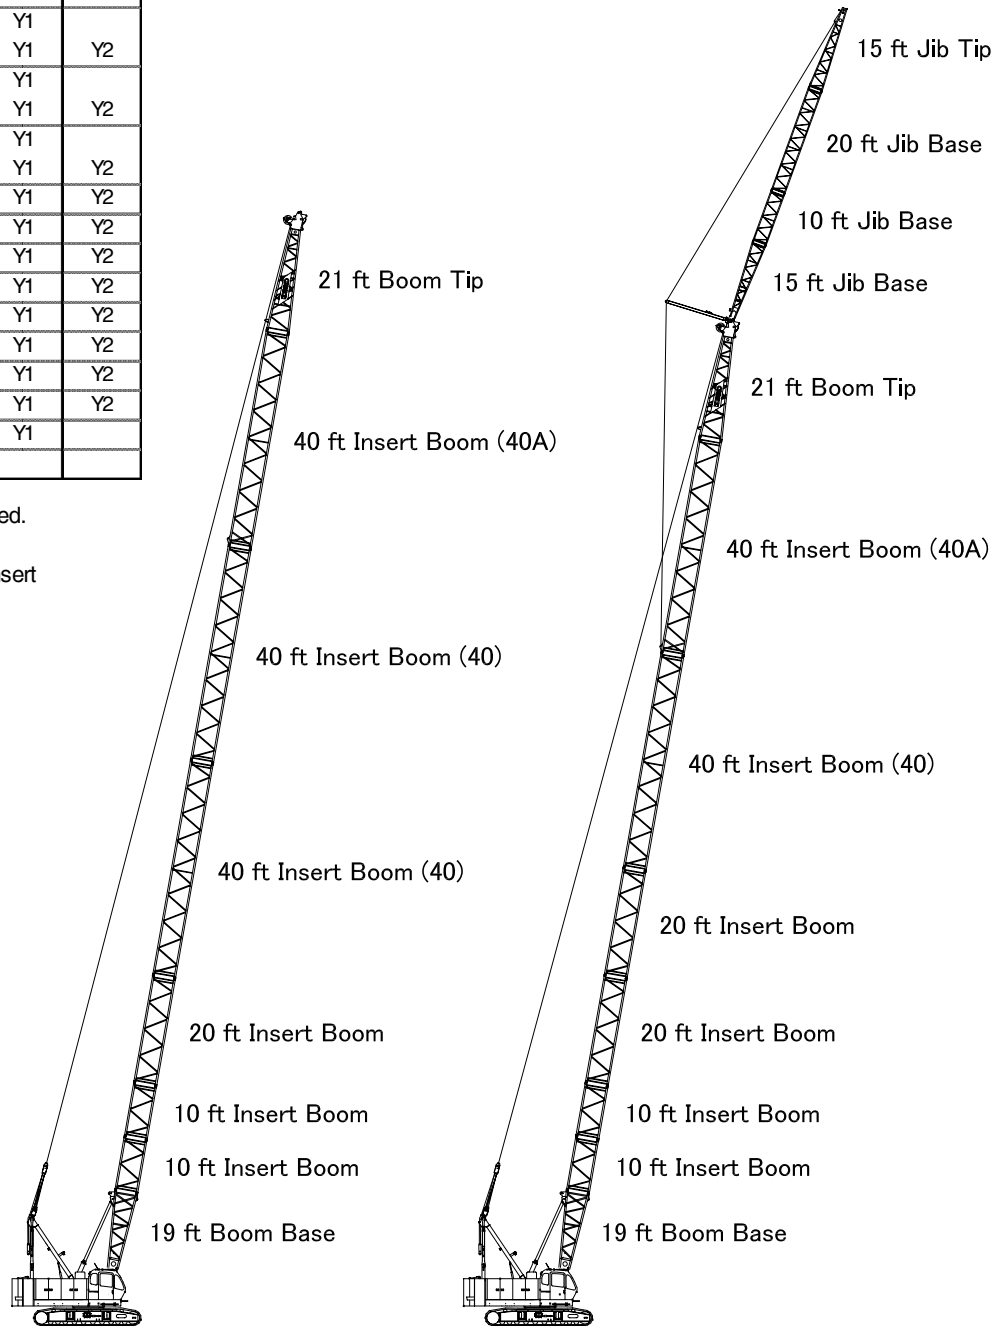 Y1
Y1 Y2
Y1
Y1 Y2
Y1
Y1 Y2
Y1 Y2
Y1 Y2
Y1 Y2
Y1 Y2
Y1 Y2
Y1 Y2
Y1 Y2
Y1 Y2
Y1
ed.
sert
21 ft Boom Tip
40 ft Insert Boom (40A)
40 ft Insert Boom (40)
40 ft Insert Boom (40)
20 ft Insert Boom
10 ft Insert Boom
10 ft Insert Boom
19 ft Boom Base
15 ft Jib Tip
20 ft Jib Base
10 ft Jib Base
15 ft Jib Base
21 ft Boom Tip
40 ft Insert Boom (40A)
40 ft Insert Boom (40)
20 ft Insert Boom
20 ft Insert Boom
10 ft Insert Boom
10 ft Insert Boom
19 ft Boom Base